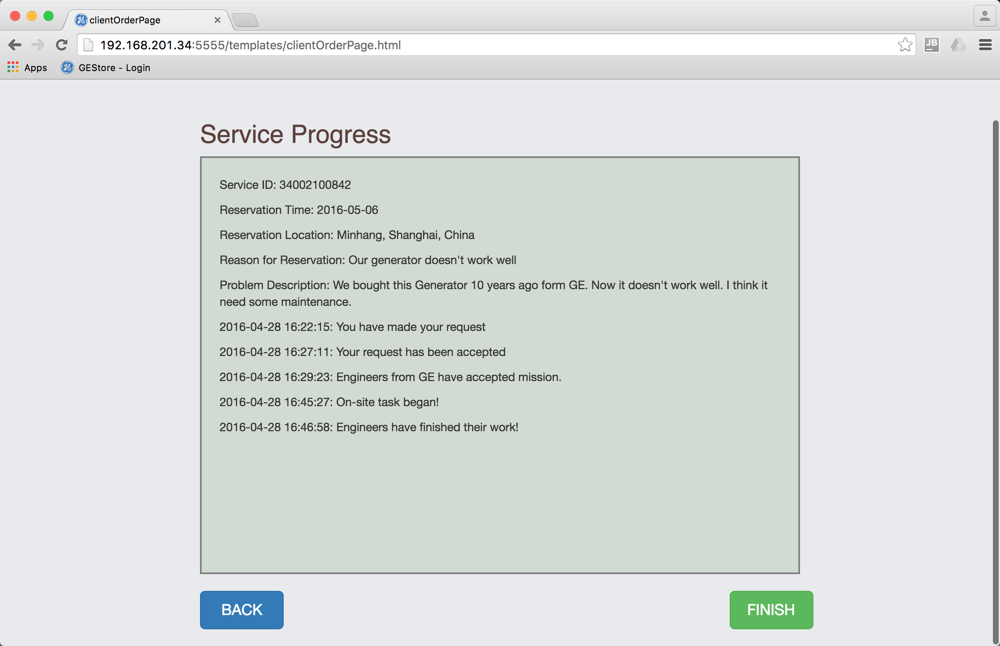 clientOrderPage
192.168.201.34:5555/templates/clientOrderPage.html
JB
Apps
GEStore - Login
Service Progress
Service ID: 34002100842
Reservation Time: 2016-05-06
Reservation Location: Minhang, Shanghai, China
Reason for Reservation: Our generator doesn't work well
Problem Description: We bought this Generator 10 years ago form GE. Now it doesn't work well. I think it
need some maintenance.
2016-04-28 16:22:15: You have made your request
2016-04-28 16:27:11: Your request has been accepted
2016-04-28 16:29:23: Engineers from GE have accepted mission.
2016-04-28 16:45:27: On-site task began!
2016-04-28 16:46:58: Engineers have finished their work!
BACK
FINISH